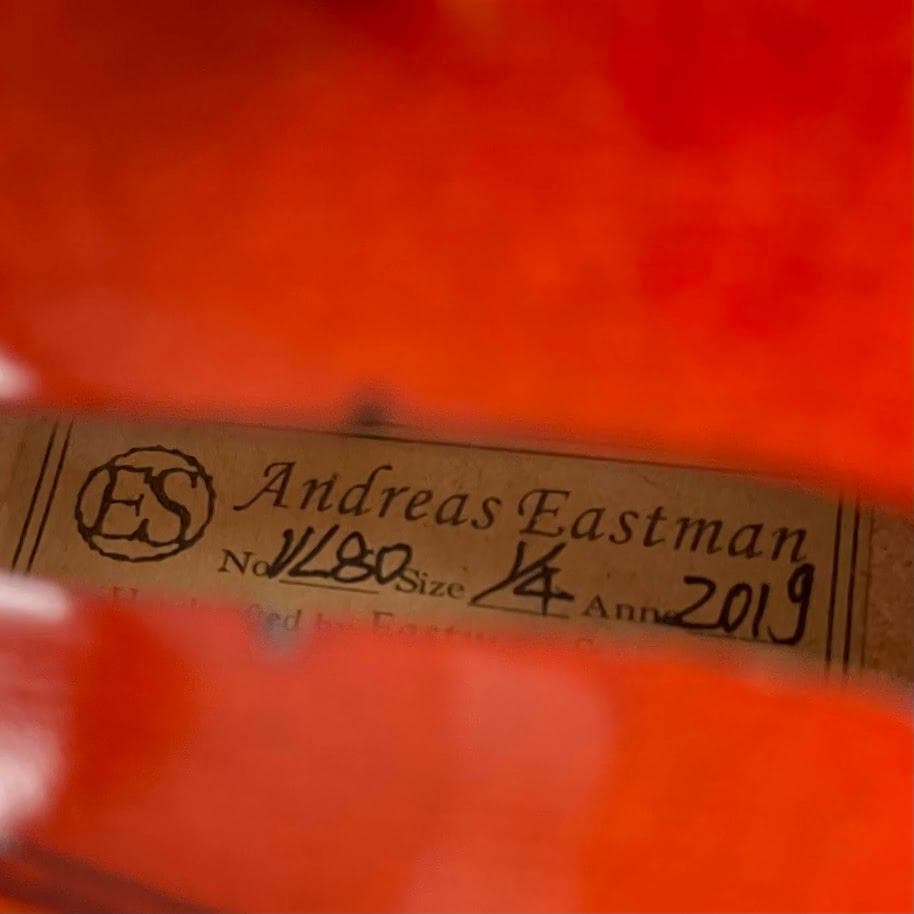 ES Andreas Eastman
No VL80 Size 1/4 Anno 2019